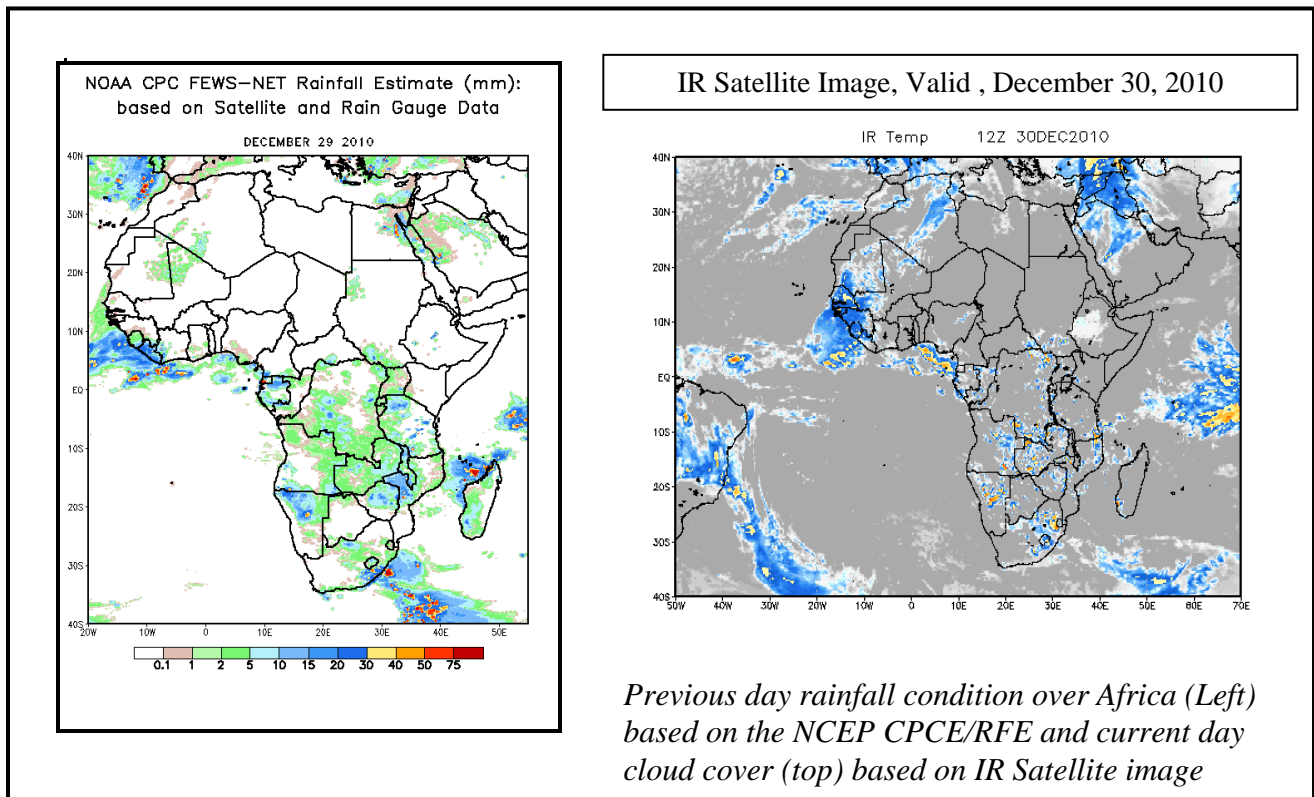 NOAA CPC FEWS-NET Rainfall Estimate (mm):
based on Satellite and Rain Gauge Data
DECEMBER 29 2010
40N
30N
20N
10N
EQ
10S
20S
30S
40S
20W 10W 0 10E 20E 30E 40E 50E
0.1 1 2 5 10 15 20 30 40 50 75
IR Satellite Image, Valid , December 30, 2010
IR Temp 12Z 30DEC2010
40N
30N
20N
10N
EQ
10S
20S
30S
40S
50W 40W 30W 20W 10W 0 10E 20E 30E 40E 50E 60E 70E
Previous day rainfall condition over Africa (Left)
based on the NCEP CPCE/RFE and current day
cloud cover (top) based on IR Satellite image